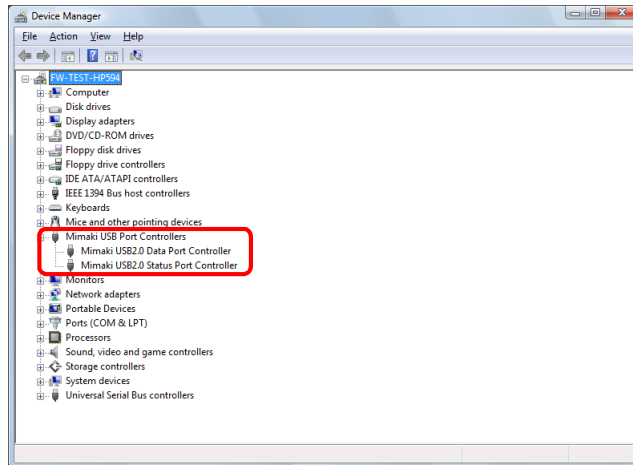 Device Manager
File Action View Help
FW-TEST-HP594
Computer
Disk drives
Display adapters
DVD/CD-ROM drives
Floppy disk drives
Floppy drive controllers
IDE ATA/ATAPI controllers
IEEE 1394 Bus host controllers
Keyboards
Mice and other pointing devices
Mimaki USB Port Controllers
Mimaki USB2.0 Data Port Controller
Mimaki USB2.0 Status Port Controller
Monitors
Network adapters
Portable Devices
Ports (COM & LPT)
Processors
Sound, video and game controllers
Storage controllers
System devices
Universal Serial Bus controllers